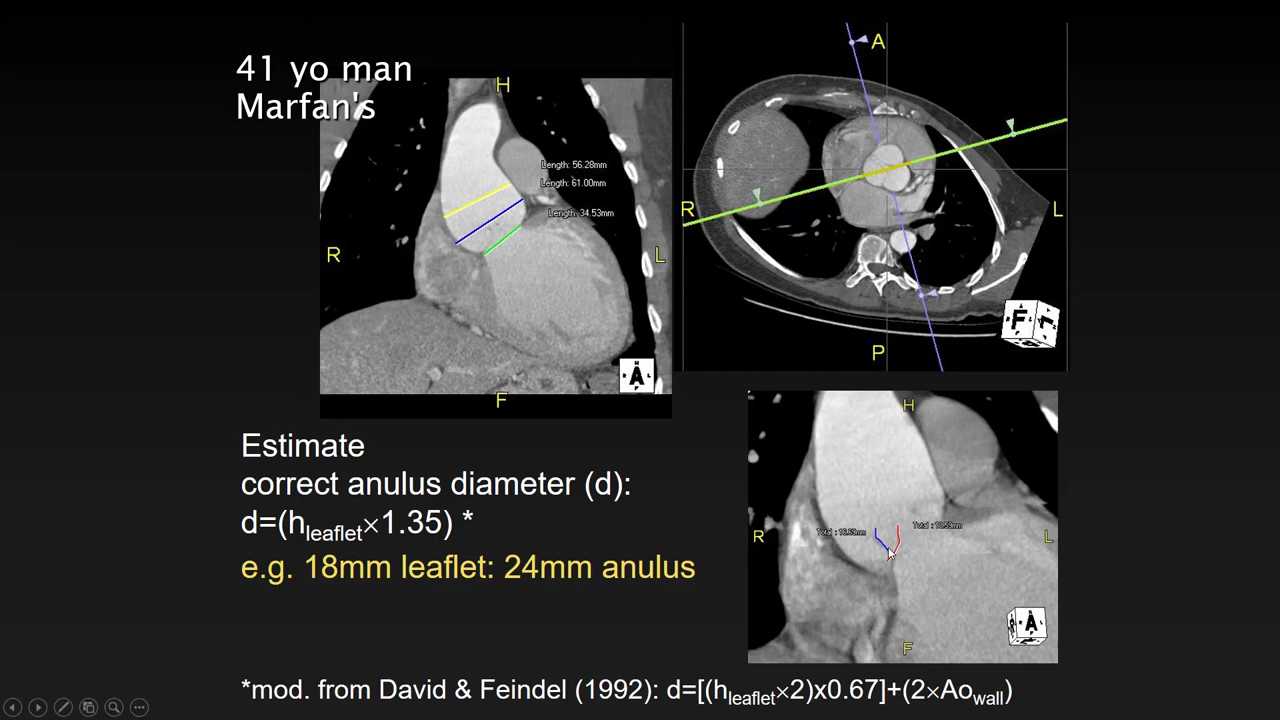 41 yo man
Marfan's
H
R
L
F
Length: 56.28mm
Length: 61.00mm
Length: 34.53mm
A
A
R
L
P
F
Estimate
correct anulus diameter (d):
d=(hleaflet×1.35) *
e.g. 18mm leaflet: 24mm anulus
H
R
L
F
A
*mod. from David & Feindel (1992): d=[(hleaflet×2)x0.67]+(2×Aowall)